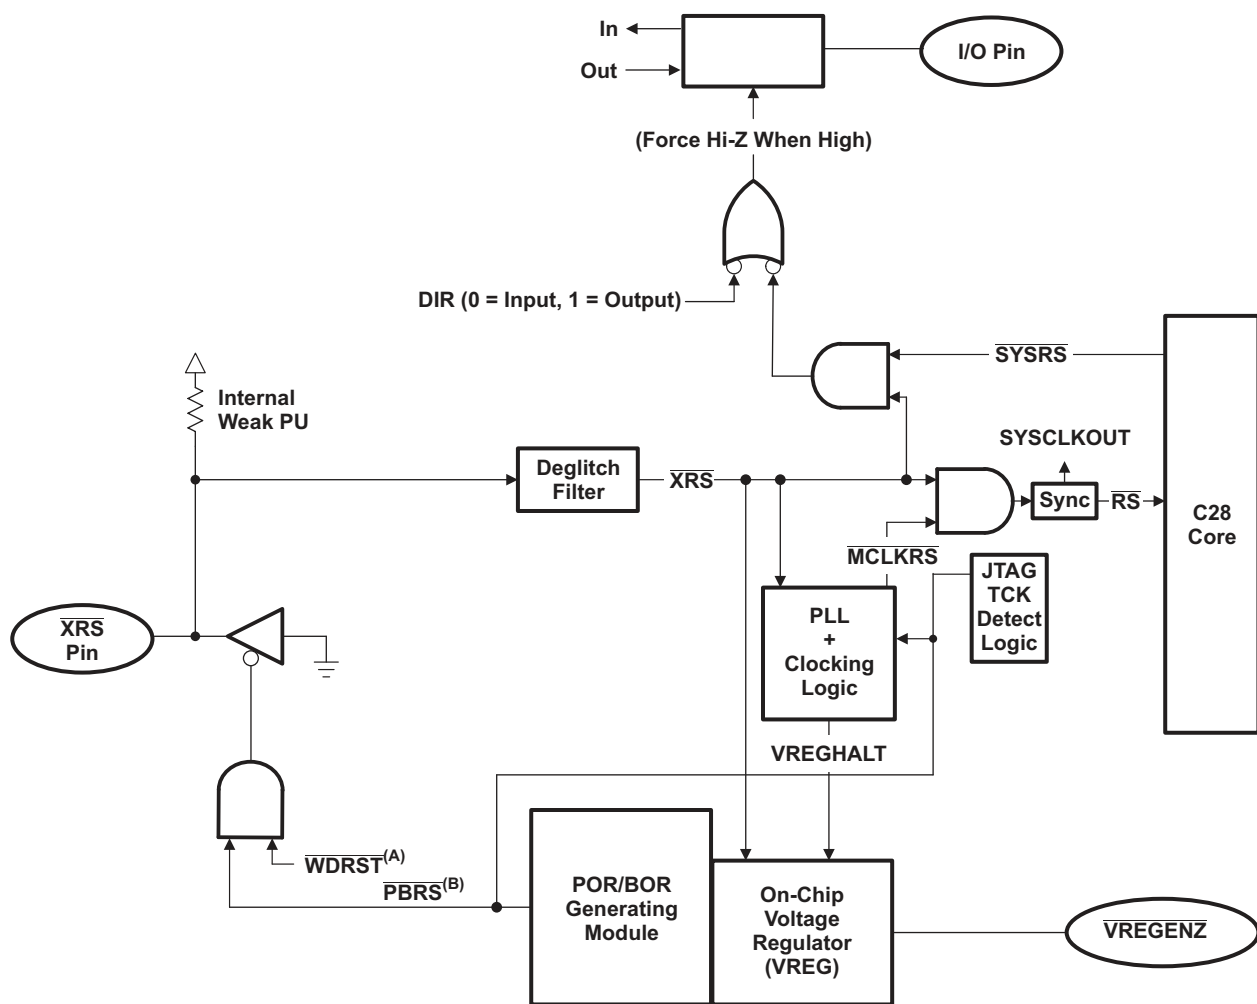 In
Out
I/O Pin
(Force Hi-Z When High)
DIR (0 = Input, 1 = Output)
SYSRS
Internal
Weak PU
SYSCLKOUT
Deglitch
Filter
XRS
Sync
RS
C28
Core
MCLKRS
JTAG
TCK
Detect
Logic
XRS
Pin
PLL
+
Clocking
Logic
VREGHALT
WDRST(A)
PBRS(B)
POR/BOR
Generating
Module
On-Chip
Voltage
Regulator
(VREG)
VREGENZ